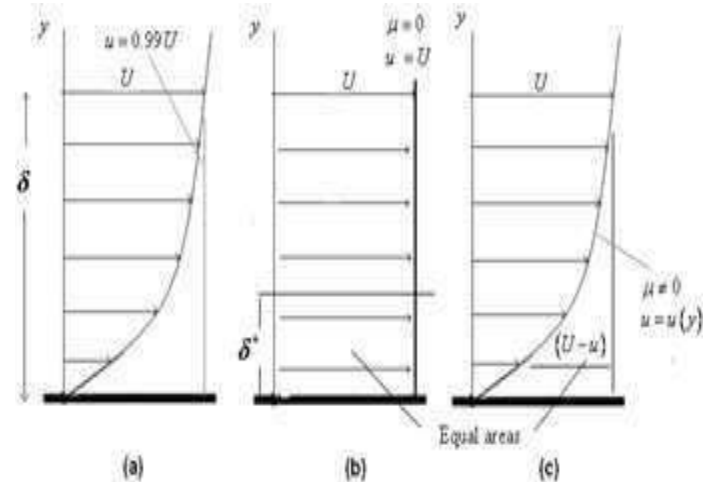 y
u = 0.99U
U
δ
(a)
y
μ = 0
u = U
U
δ*
(b)
y
U
μ ≠ 0
u = u(y)
(U - u)
Equal areas
(c)